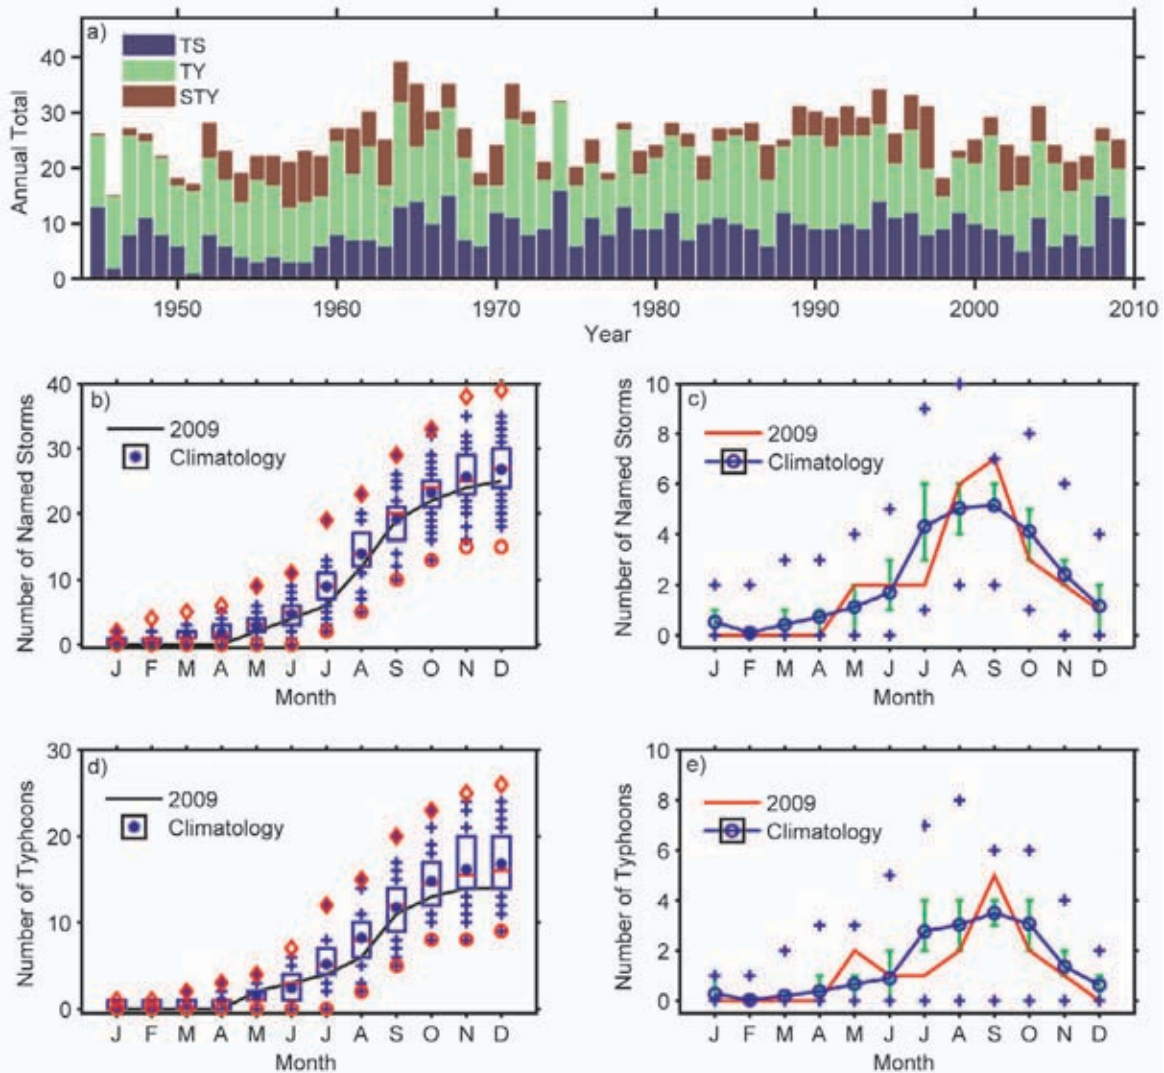 a)
TS
TY
STY
Annual Total
40
30
20
10
0
1950 1960 1970 1980 1990 2000 2010
Year
b)
2009
Climatology
Number of Named Storms
40
30
20
10
0
J F M A M J J A S O N D
Month
c)
2009
Climatology
Number of Named Storms
10
8
6
4
2
0
J F M A M J J A S O N D
Month
d)
2009
Climatology
Number of Typhoons
30
20
10
0
J F M A M J J A S O N D
Month
e)
2009
Climatology
Number of Typhoons
10
8
6
4
2
0
J F M A M J J A S O N D
Month